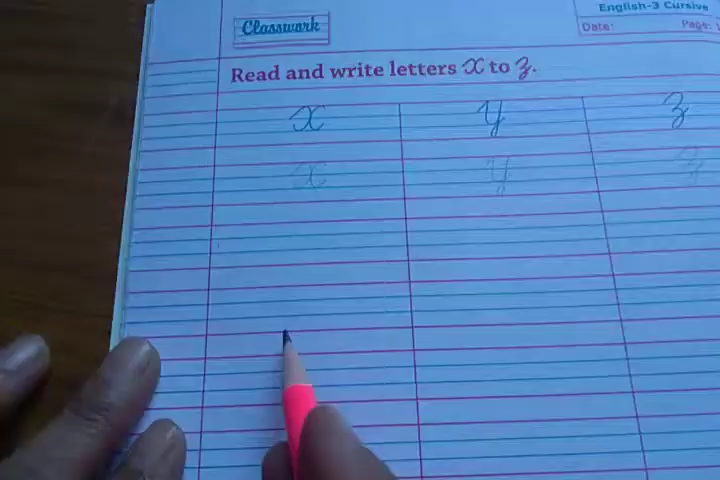 English-3 Cursive
Classwork
Date: Page:
Read and write letters x to z.
x y z
x y z